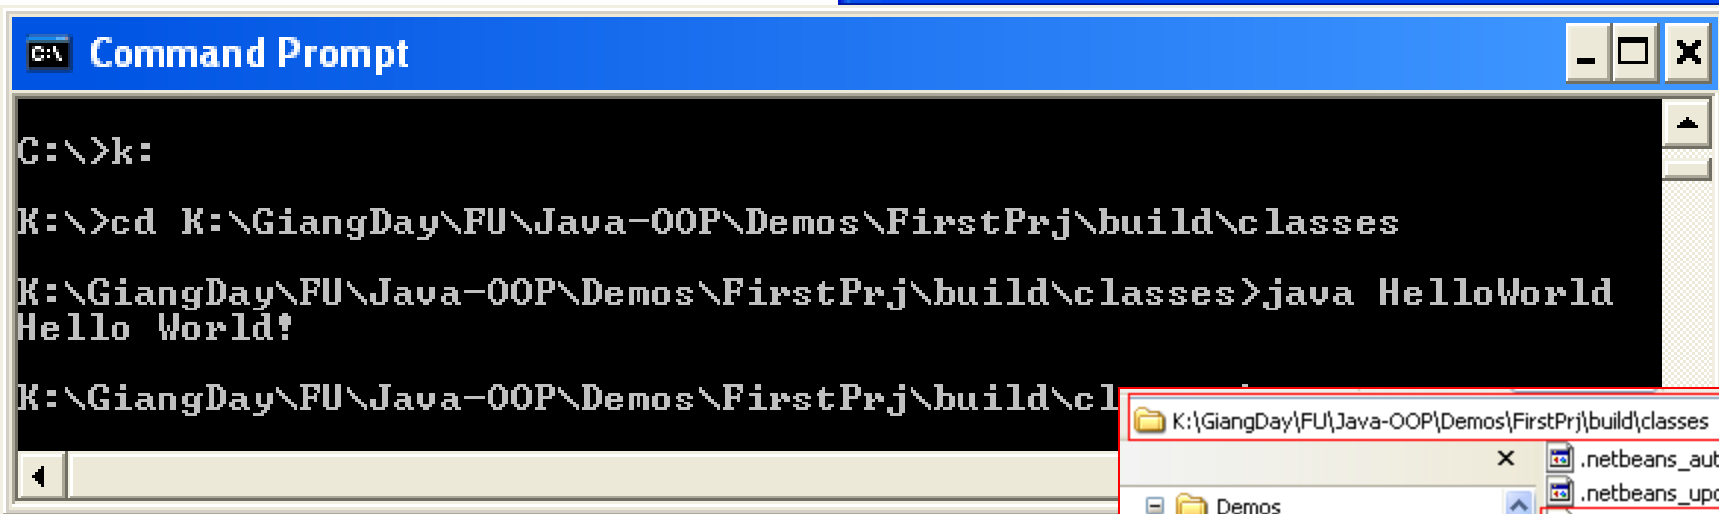 Command Prompt
C:\>k:
K:\>cd K:\GiangDay\FU\Java-OOP\Demos\FirstPrj\build\classes
K:\GiangDay\FU\Java-OOP\Demos\FirstPrj\build\classes>java HelloWorld
Hello World!
K:\GiangDay\FU\Java-OOP\Demos\FirstPrj\build\cl
K:\GiangDay\FU\Java-OOP\Demos\FirstPrj\build\classes
.netbeans_aut
.netbeans_upd
Demos